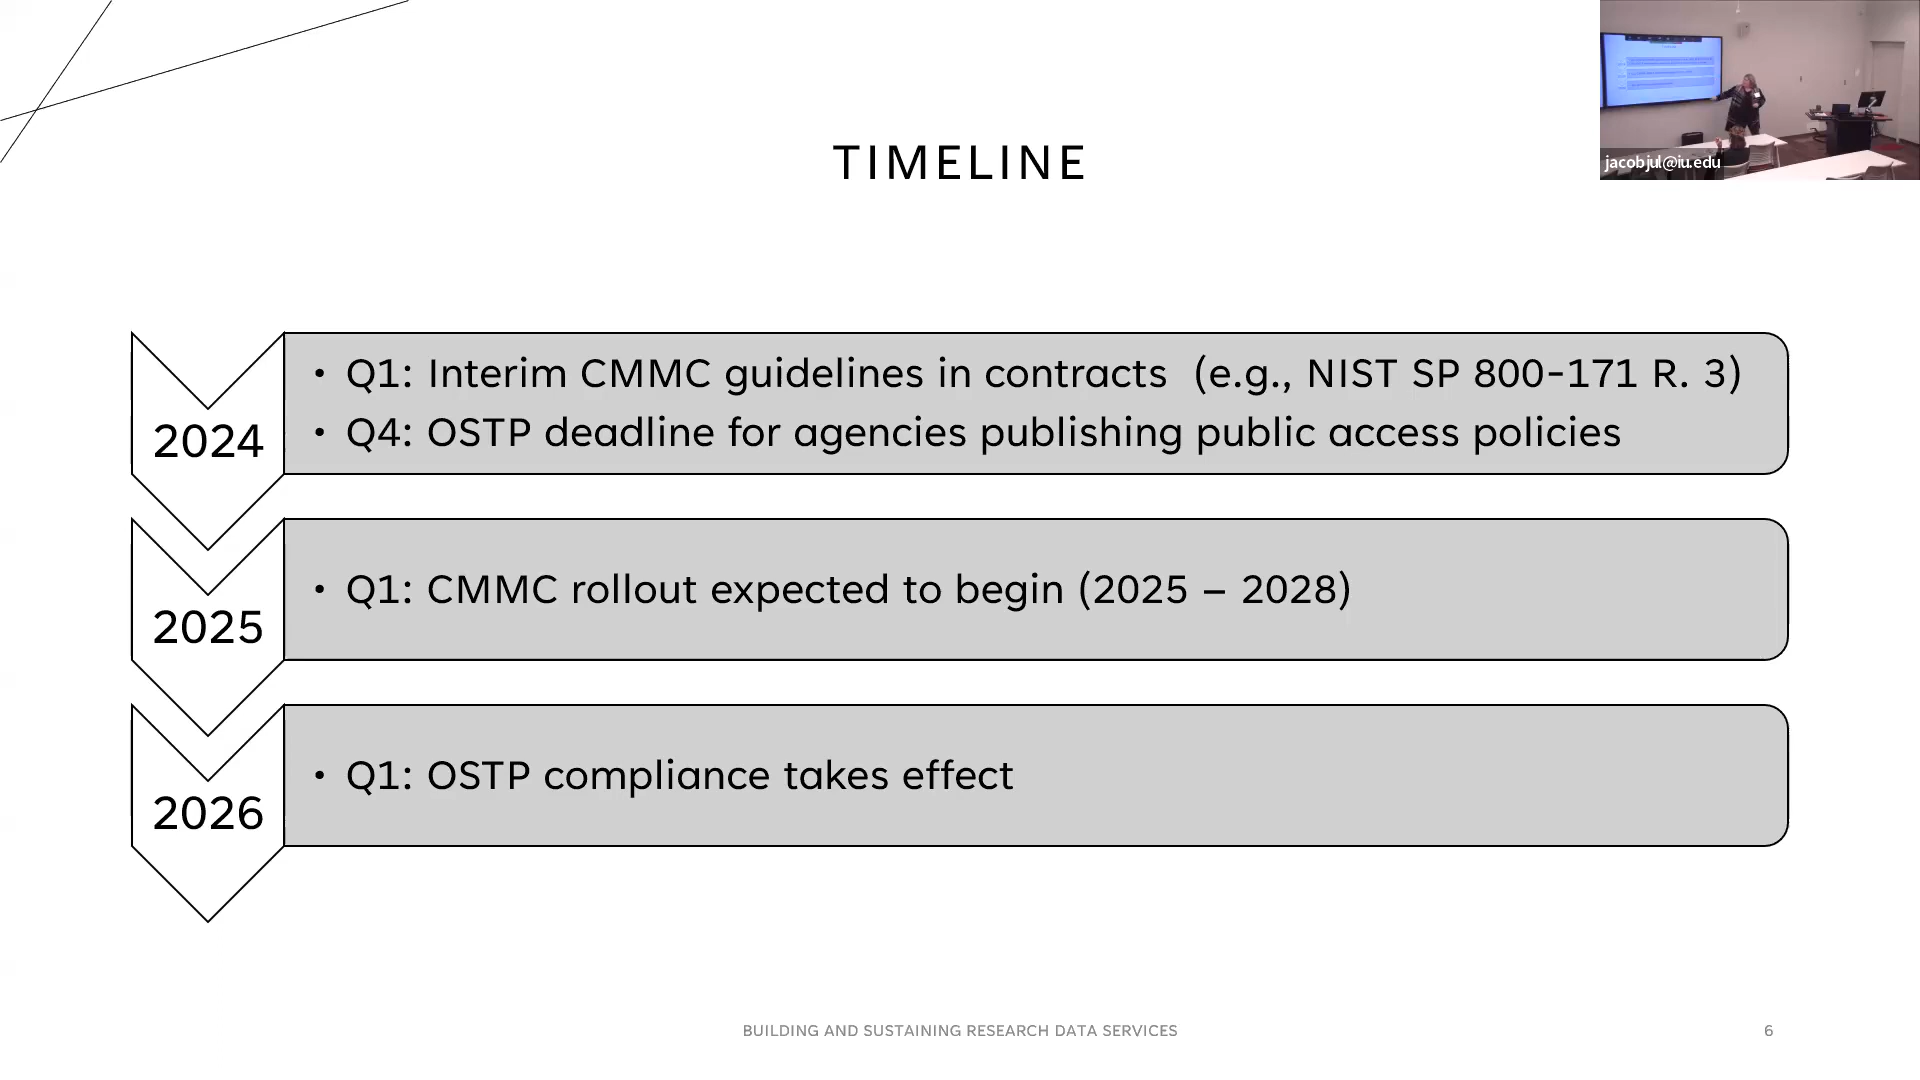 jacobjul@iu.edu
TIMELINE
2024
• Q1: Interim CMMC guidelines in contracts (e.g., NIST SP 800-171 R. 3)
• Q4: OSTP deadline for agencies publishing public access policies
2025
• Q1: CMMC rollout expected to begin (2025 – 2028)
2026
• Q1: OSTP compliance takes effect
BUILDING AND SUSTAINING RESEARCH DATA SERVICES
6